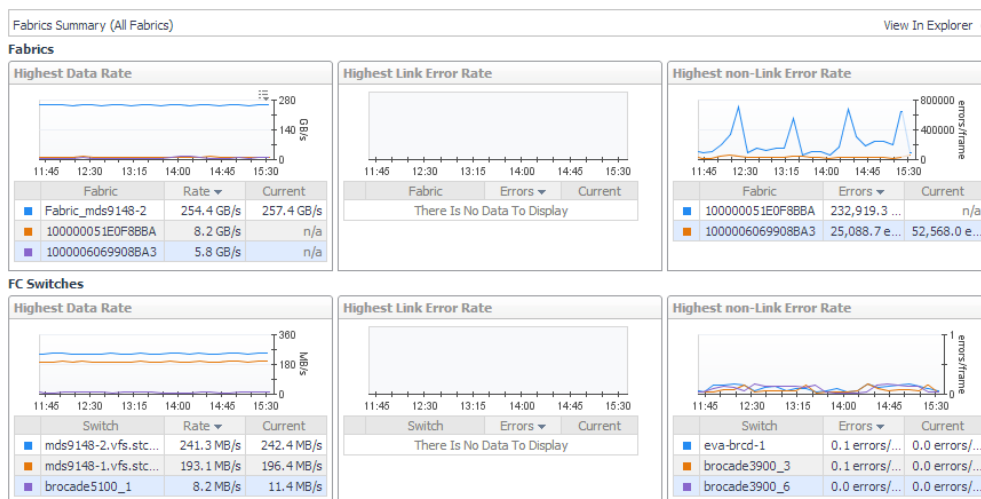 Fabrics Summary (All Fabrics) View In Explorer
Fabrics
Highest Data Rate
280
140
0
GB/s
11:45 12:30 13:15 14:00 14:45 15:30
Fabric Rate Current
Fabric_mds9148-2 254.4 GB/s 257.4 GB/s
100000051E0F8BBA 8.2 GB/s n/a
1000006069908BA3 5.8 GB/s n/a
Highest Link Error Rate
11:45 12:30 13:15 14:00 14:45 15:30
Fabric Errors Current
There Is No Data To Display
Highest non-Link Error Rate
800000
400000
0
errors/frame
11:45 12:30 13:15 14:00 14:45 15:30
Fabric Errors Current
100000051E0F8BBA 232,919.3 ... n/a
1000006069908BA3 25,088.7 e... 52,568.0 e...
FC Switches
Highest Data Rate
360
180
0
MB/s
11:45 12:30 13:15 14:00 14:45 15:30
Switch Rate Current
mds9148-2.vfs.stc... 241.3 MB/s 242.4 MB/s
mds9148-1.vfs.stc... 193.1 MB/s 196.4 MB/s
brocade5100_1 8.2 MB/s 11.4 MB/s
Highest Link Error Rate
11:45 12:30 13:15 14:00 14:45 15:30
Switch Errors Current
There Is No Data To Display
Highest non-Link Error Rate
1
0
errors/frame
11:45 12:30 13:15 14:00 14:45 15:30
Switch Errors Current
eva-brcd-1 0.1 errors/... 0.0 errors/...
brocade3900_3 0.1 errors/... 0.0 errors/...
brocade3900_6 0.0 errors/... 0.0 errors/...